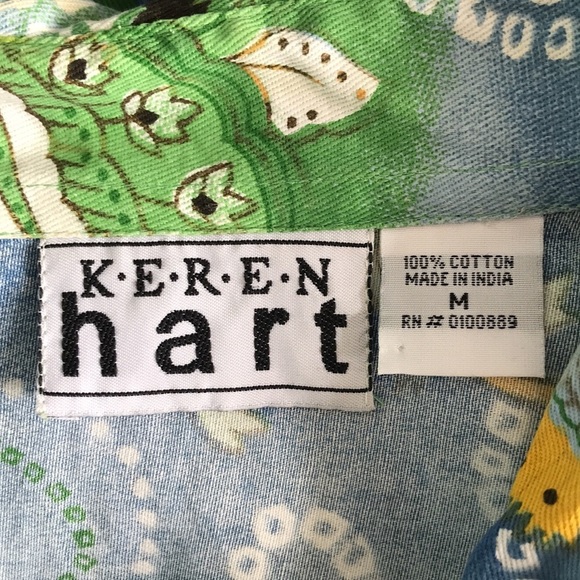 K·E·R·E·N
hart
100% COTTON
MADE IN INDIA
M
RN # 0100889